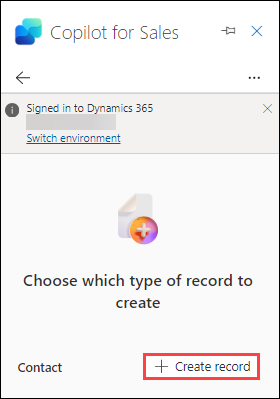 Copilot for Sales
Signed in to Dynamics 365
Switch environment
Choose which type of record to
create
Contact
Create record